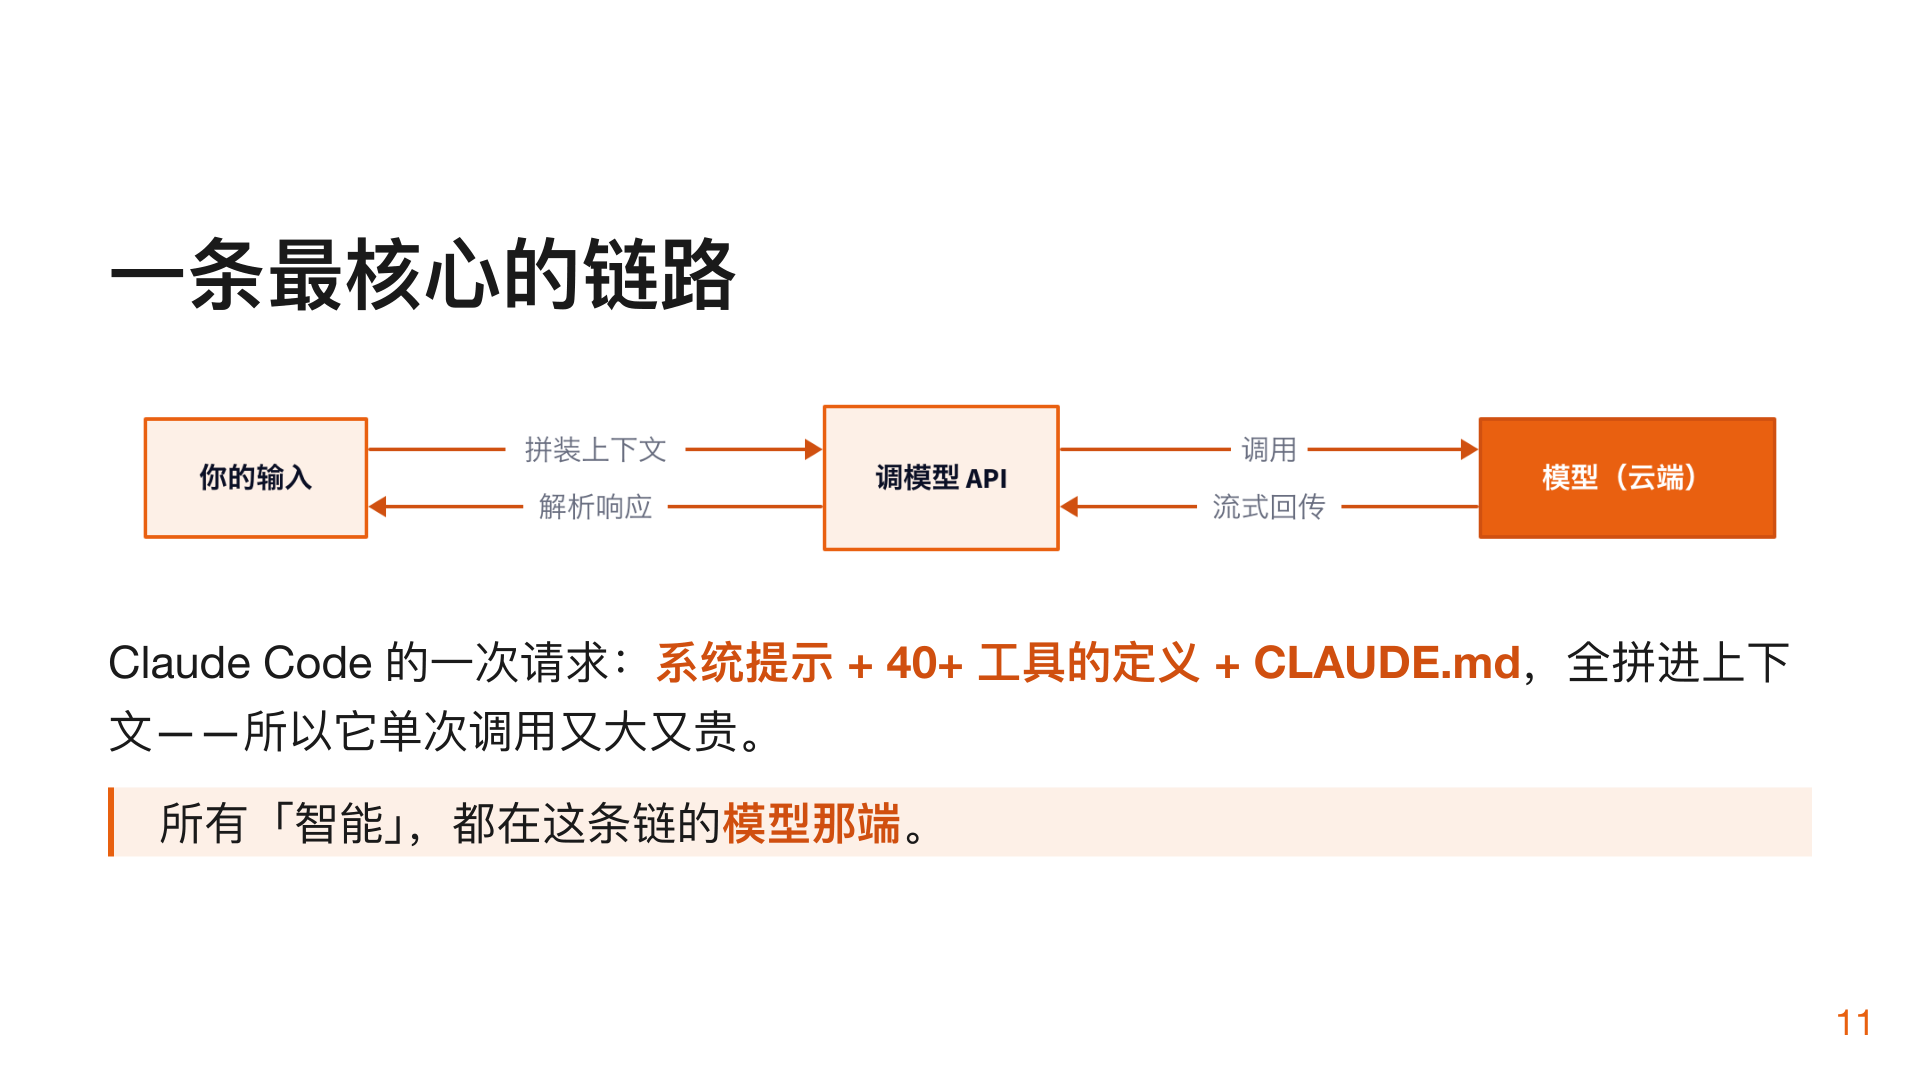 一条最核心的链路
你的输入
拼装上下文
解析响应
调模型 API
调用
流式回传
模型（云端）
Claude Code 的一次请求：系统提示 + 40+ 工具的定义 + CLAUDE.md，全拼进上下
文——所以它单次调用又大又贵。
所有「智能」，都在这条链的模型那端。
11